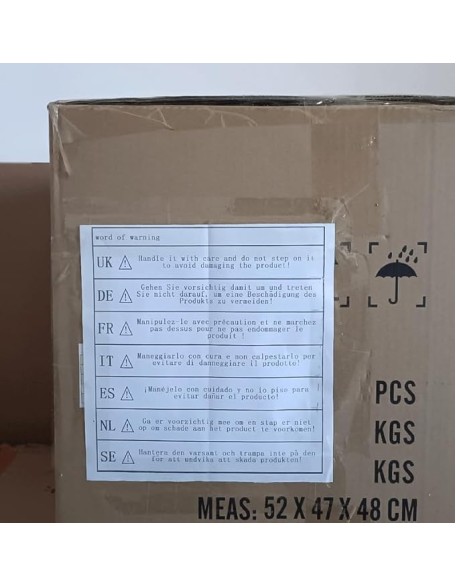 word of warning
UK Handle it with care and do not step on it
to avoid damaging the product!
DE Gehen Sie vorsichtig damit um und treten
Sie nicht darauf, um eine Beschädigung des
Produkts zu vermeiden!
FR Manipulez-le avec précaution et ne marchez
pas dessus pour ne pas endommager le
produit !
IT Maneggiarlo con cura e non calpestarlo per
evitare di danneggiare il prodotto!
ES ¡Manéjelo con cuidado y no lo pise para
evitar dañar el producto!
NL Ga er voorzichtig mee om en stap er niet
op om schade aan het product te voorkomen!
SE Hantera den varsamt och trampa inte på den
för att undvika att skada produkten!
PCS
KGS
KGS
MEAS: 52 X 47 X 48 CM